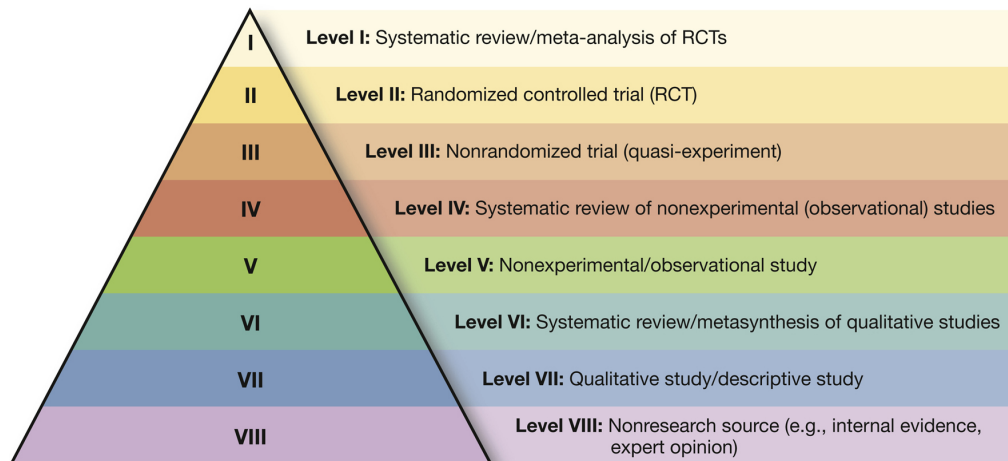 I
Level I: Systematic review/meta-analysis of RCTs
II
Level II: Randomized controlled trial (RCT)
III
Level III: Nonrandomized trial (quasi-experiment)
IV
Level IV: Systematic review of nonexperimental (observational) studies
V
Level V: Nonexperimental/observational study
VI
Level VI: Systematic review/metasynthesis of qualitative studies
VII
Level VII: Qualitative study/descriptive study
VIII
Level VIII: Nonresearch source (e.g., internal evidence,
expert opinion)